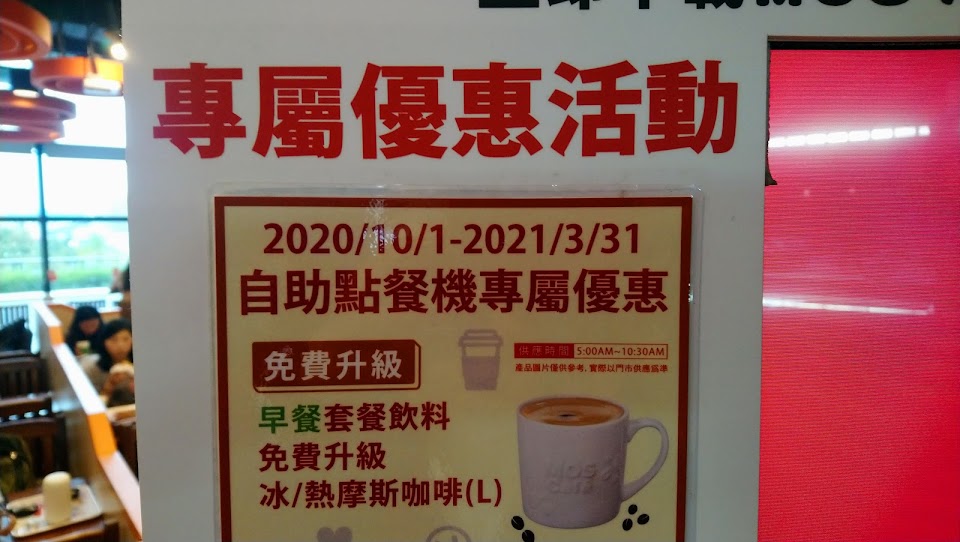 專屬優惠活動
2020/10/1-2021/3/31
自助點餐機專屬優惠
免費升級
供應時間 5:00AM~10:30AM
產品圖片僅供參考，實際以門市供應為準
早餐套餐飲料
免費升級
冰/熱摩斯咖啡(L)
MOS
Café